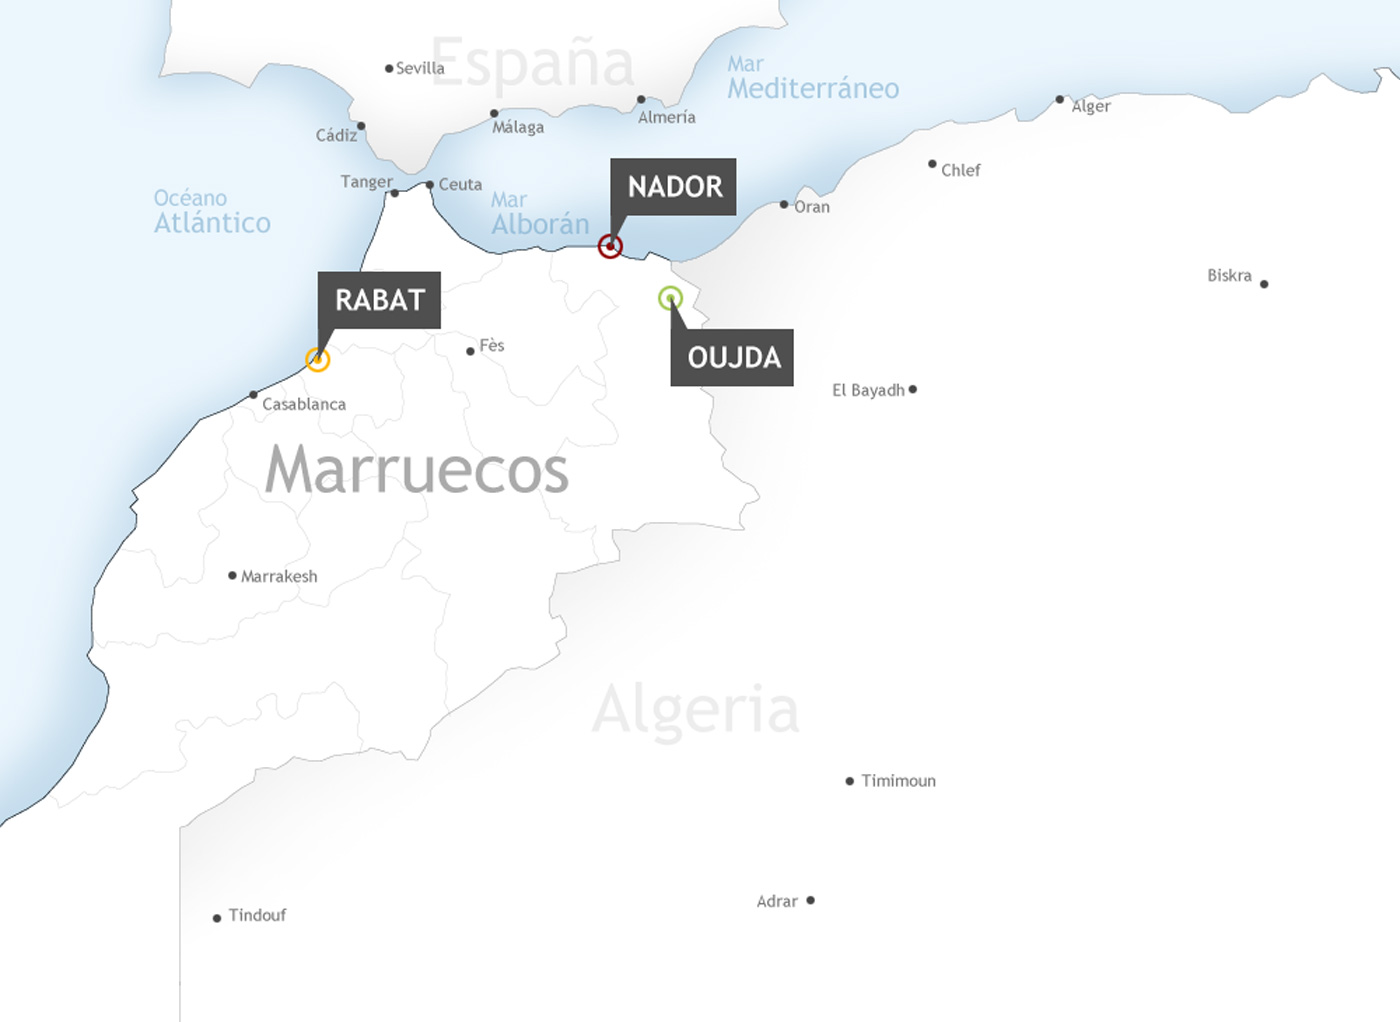 España
Sevilla
Mar
Mediterráneo
Almería
Málaga
Cádiz
Alger
Chlef
Tanger
Ceuta
NADOR
Océano
Atlántico
Mar
Alborán
Oran
Biskra
RABAT
Fès
OUJDA
El Bayadh
Casablanca
Marruecos
Marrakesh
Algeria
Timimoun
Adrar
Tindouf